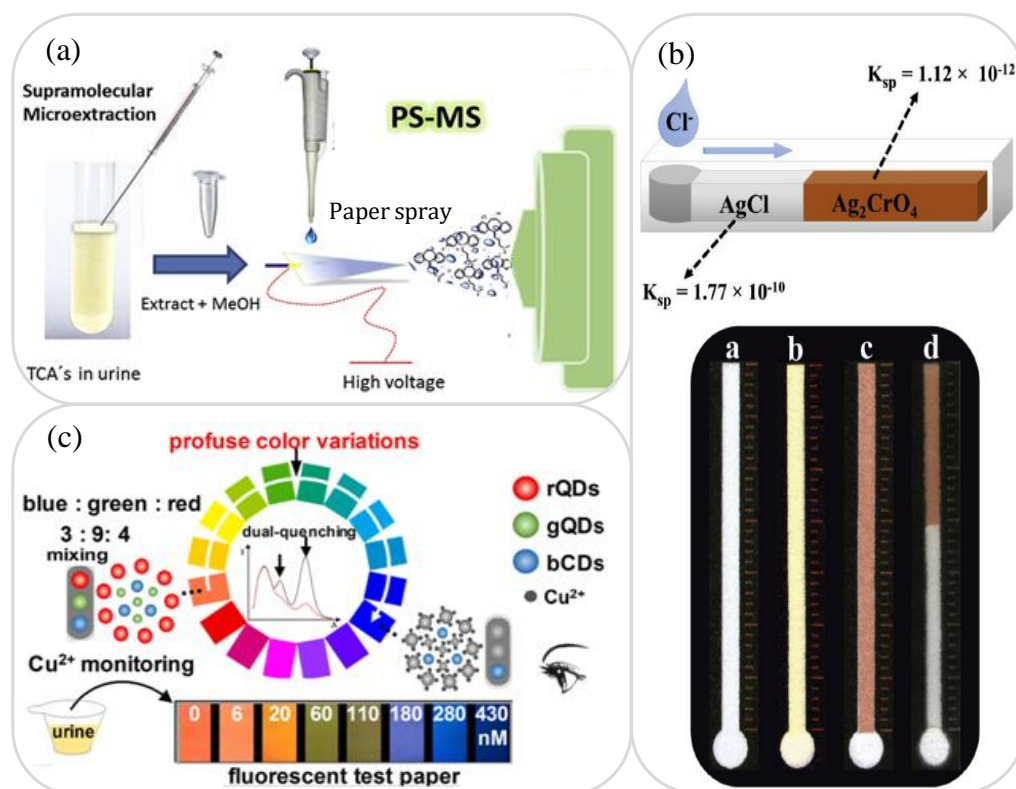 (a)
Supramolecular
Microextraction
PS-MS
Paper spray
Extract + MeOH
TCA´s in urine
High voltage
(b)
Ksp = 1.12 × 10-12
Cl-
AgCl
Ag2CrO4
Ksp = 1.77 × 10-10
a b c d
(c)
profuse color variations
blue : green : red
3 : 9: 4
mixing
dual-quenching
rQDs
gQDs
bCDs
Cu2+
Cu2+ monitoring
urine
0 6 20 60 110 180 280 430
nM
fluorescent test paper